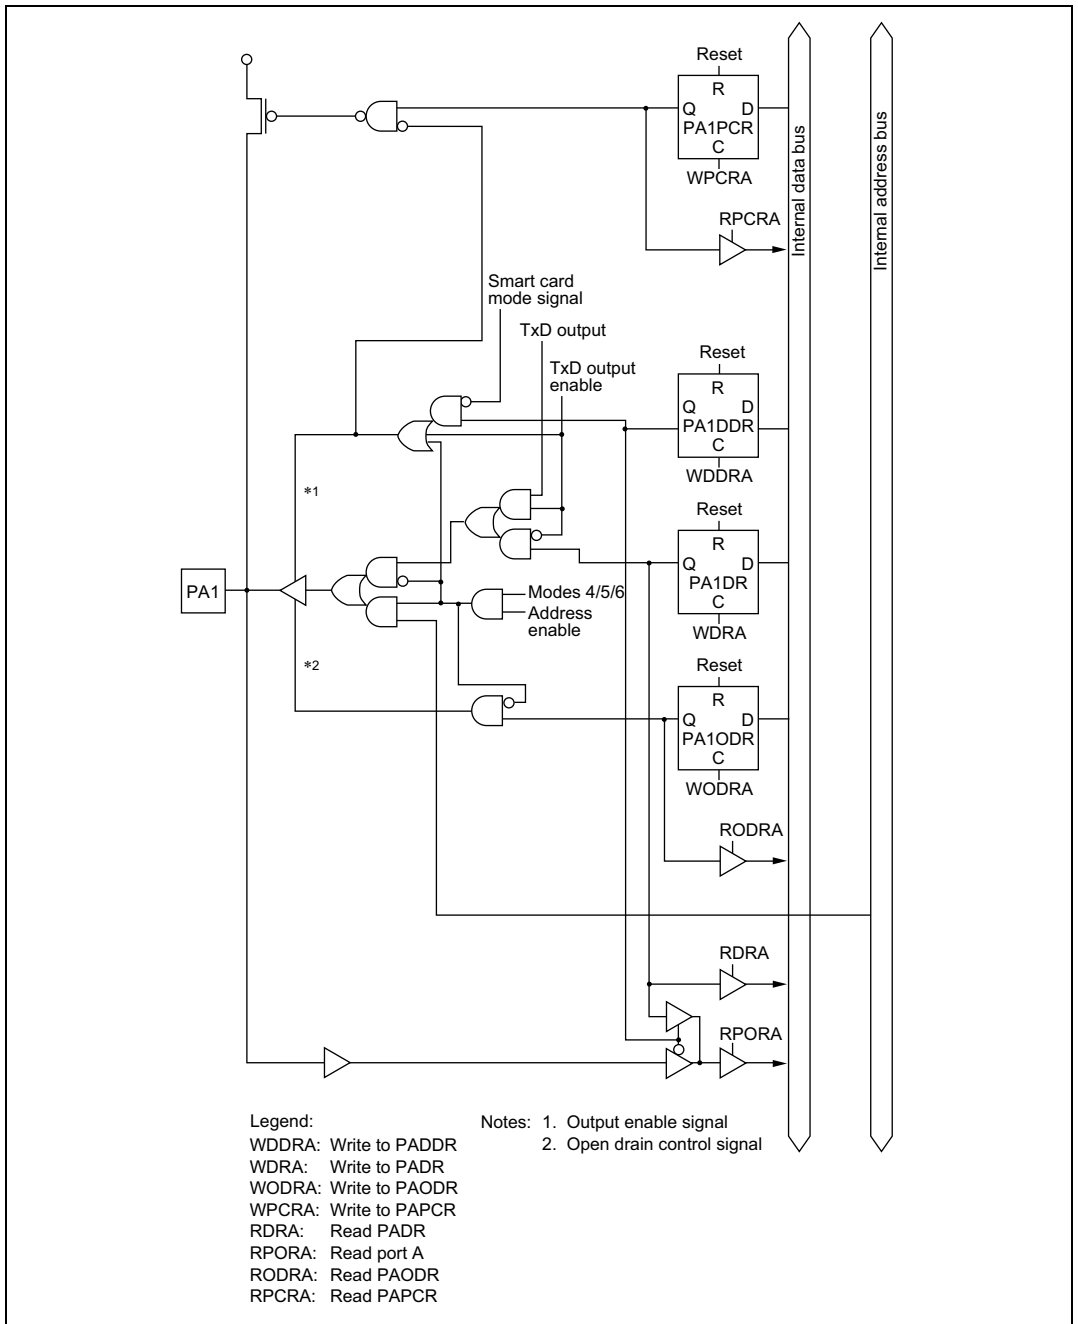 Reset
R
Q D
PA1PCR
C
WPCRA
RPCRA
Internal data bus
Internal address bus
Smart card
mode signal
TxD output
TxD output
enable
Reset
R
Q D
PA1DDR
C
WDDRA
*1
Reset
R
Q D
PA1DR
C
WDRA
PA1
Modes 4/5/6
Address
enable
*2
Reset
R
Q D
PA1ODR
C
WODRA
RODRA
RDRA
RPORA
Legend:
WDDRA: Write to PADDR
WDRA: Write to PADR
WODRA: Write to PAODR
WPCRA: Write to PAPCR
RDRA: Read PADR
RPORA: Read port A
RODRA: Read PAODR
RPCRA: Read PAPCR
Notes: 1. Output enable signal
2. Open drain control signal